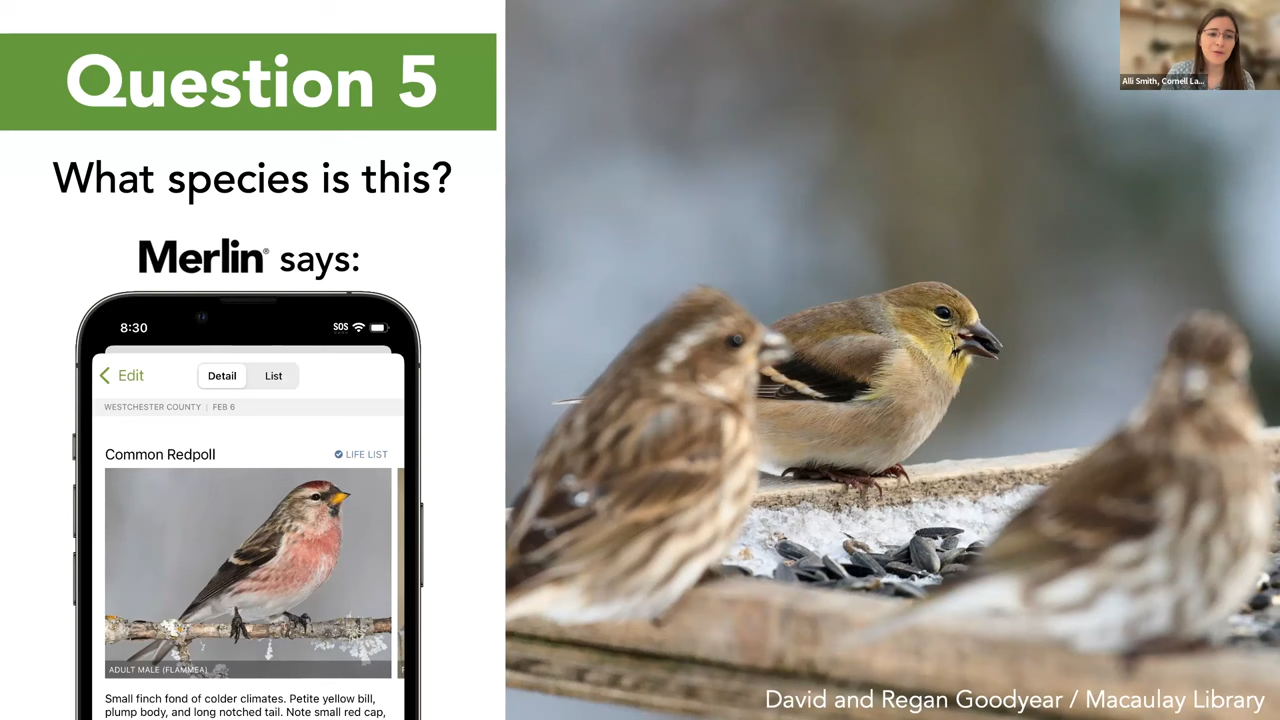 Question 5
What species is this?
Merlin® says:
8:30
SOS
Edit
Detail
List
WESTCHESTER COUNTY | FEB 6
Common Redpoll
LIFE LIST
ADULT MALE (FLAMMEA)
Small finch fond of colder climates. Petite yellow bill,
plump body, and long notched tail. Note small red cap,
Alli Smith, Cornell La...
David and Regan Goodyear / Macaulay Library